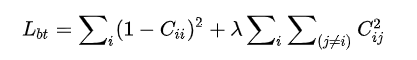 L_{bt} = \sum_i (1 - C_{ii})^2 + \lambda \sum_i \sum_{(j \neq i)} C_{ij}^2